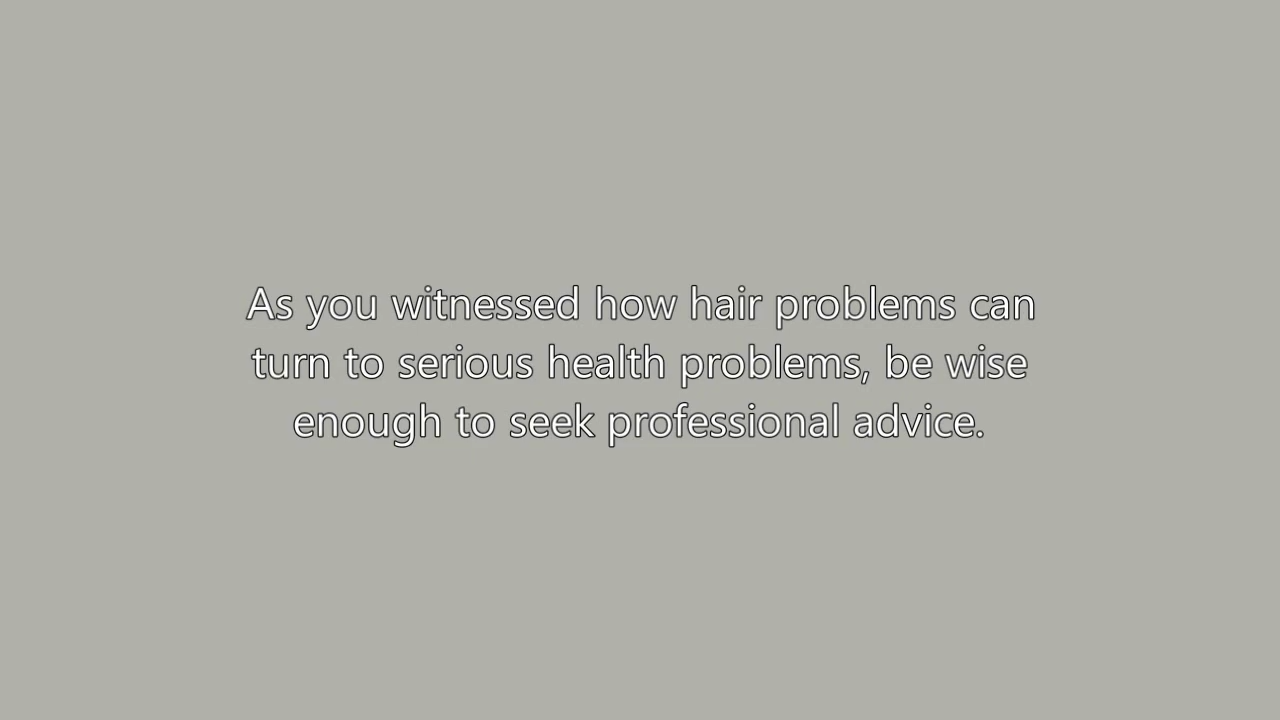 As you witnessed how hair problems can
turn to serious health problems, be wise
enough to seek professional advice.